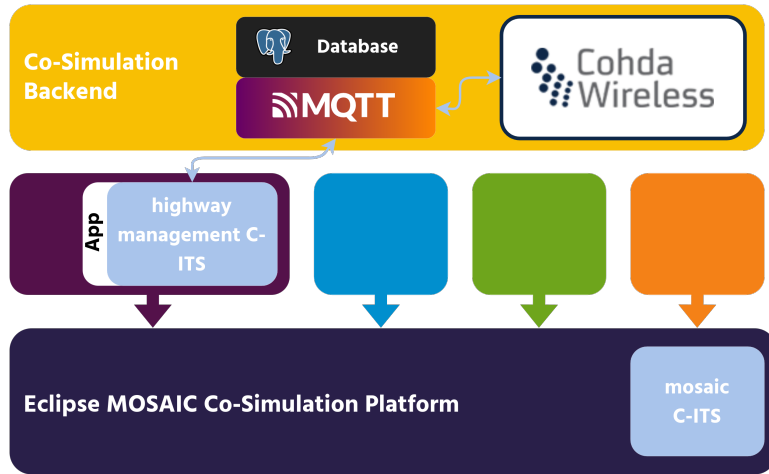 Co-Simulation
Backend
Database
MQTT
Cohda
Wireless
App
highway
management C-
ITS
Eclipse MOSAIC Co-Simulation Platform
mosaic
C-ITS